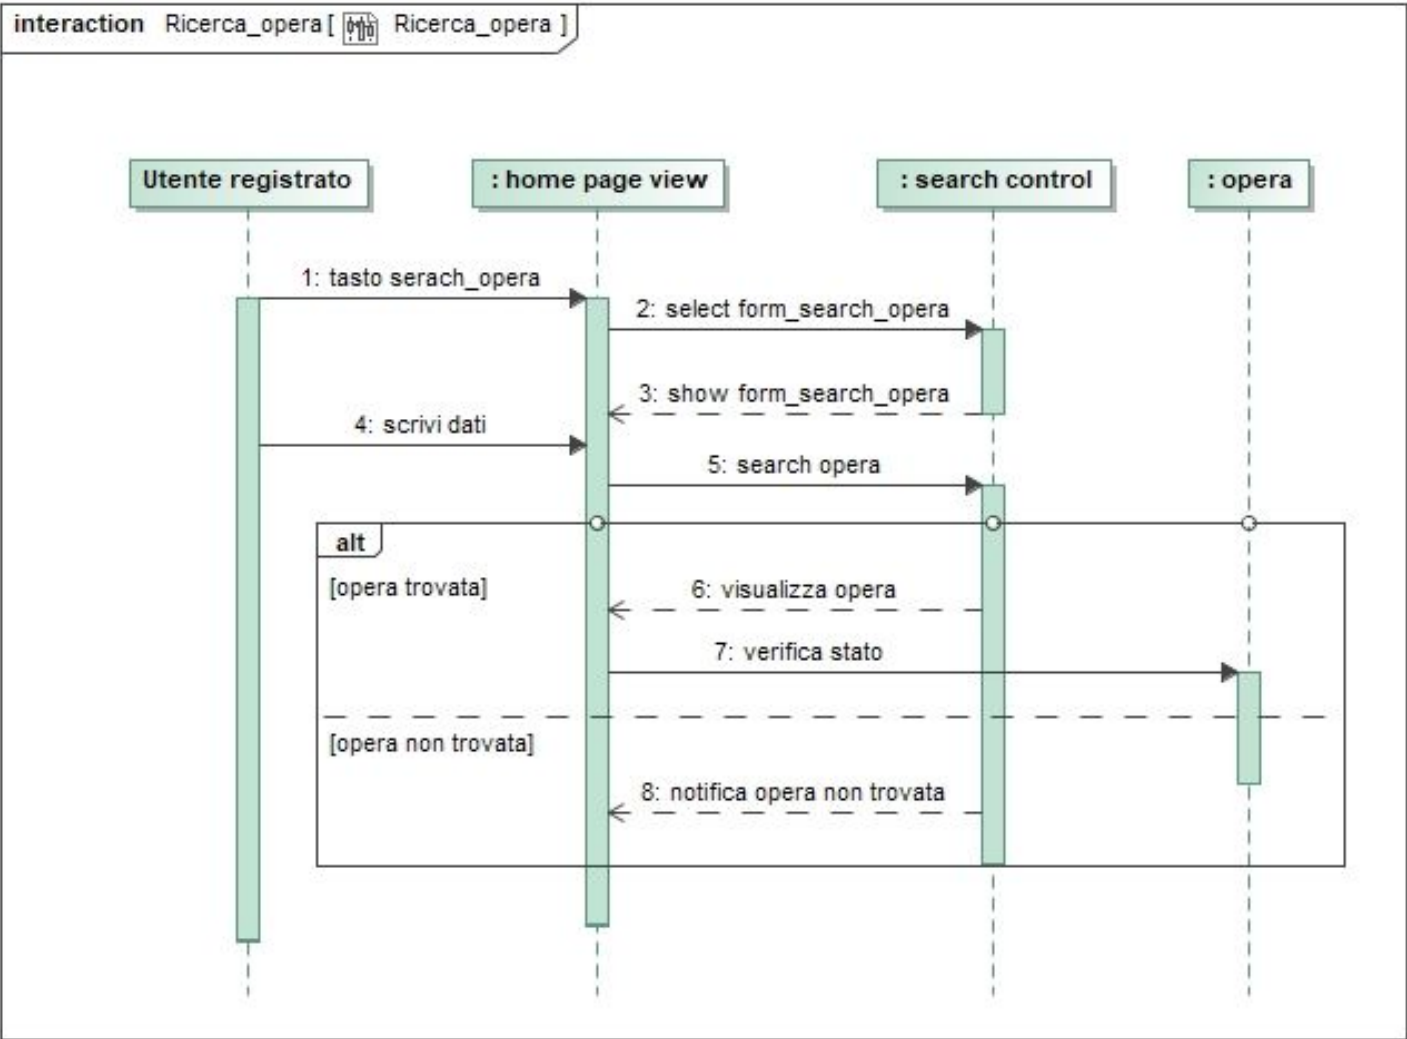 interaction Ricerca_opera [ Ricerca_opera ]
Utente registrato
: home page view
: search control
: opera
1: tasto serach_opera
2: select form_search_opera
3: show form_search_opera
4: scrivi dati
5: search opera
alt
[opera trovata]
6: visualizza opera
7: verifica stato
[opera non trovata]
8: notifica opera non trovata